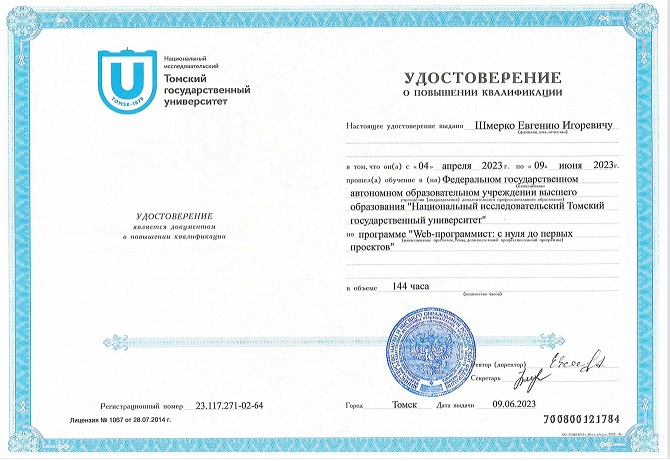 Национальный
исследовательский
Томский
государственный
университет
ТОМСК·1878
УДОСТОВЕРЕНИЕ
является документом
о повышении квалификации
Регистрационный номер 23.117.271-02-64
Лицензия № 1067 от 28.07.2014 г.
УДОСТОВЕРЕНИЕ
О ПОВЫШЕНИИ КВАЛИФИКАЦИИ
Настоящее удостоверение выдано Шмерко Евгению Игоревичу
(фамилия, имя, отчество)
в том, что он(а) с «04» апреля 2023г. по «09» июня 2023г.
прошел(а) обучение в (на) Федеральном государственном
(наименование)
автономном образовательном учреждении высшего
учреждения (подразделения) дополнительного профессионального образования)
образования "Национальный исследовательский Томский
государственный университет"
по программе "Web-программист: с нуля до первых
(наименование программы, темы, дополнительной профессиональной программы)
проектов"
в объеме 144 часа
(количество часов)
Ректор (директор)
Секретарь
Город Томск Дата выдачи 09.06.2023
700800121784